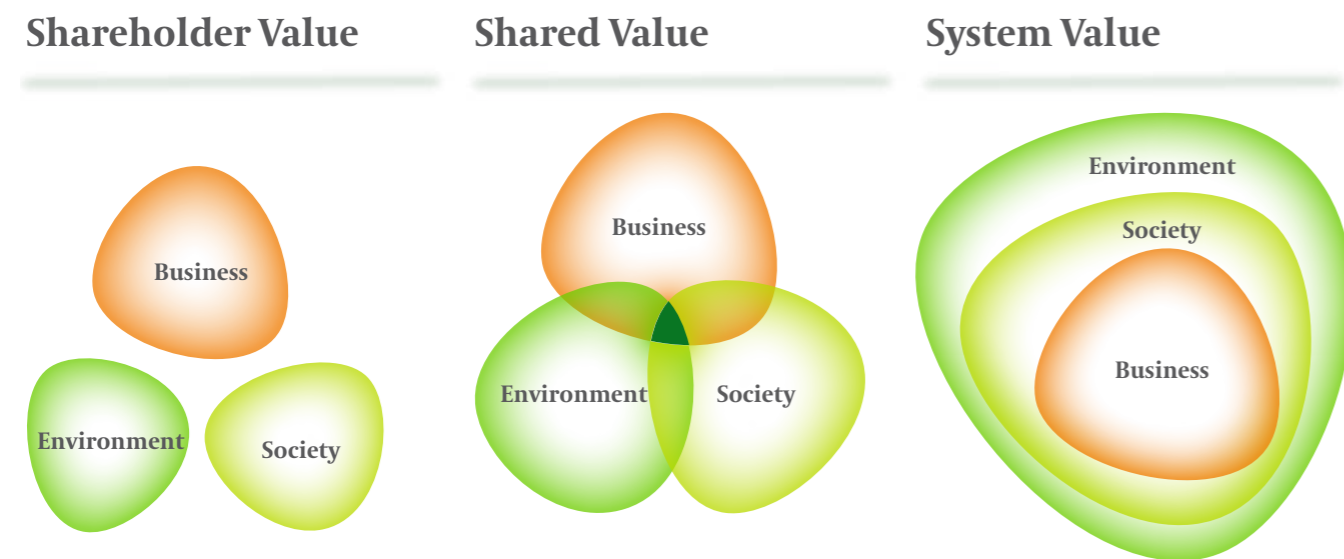 Shareholder Value
Shared Value
System Value
Business
Environment
Society
Business
Environment
Society
Environment
Society
Business